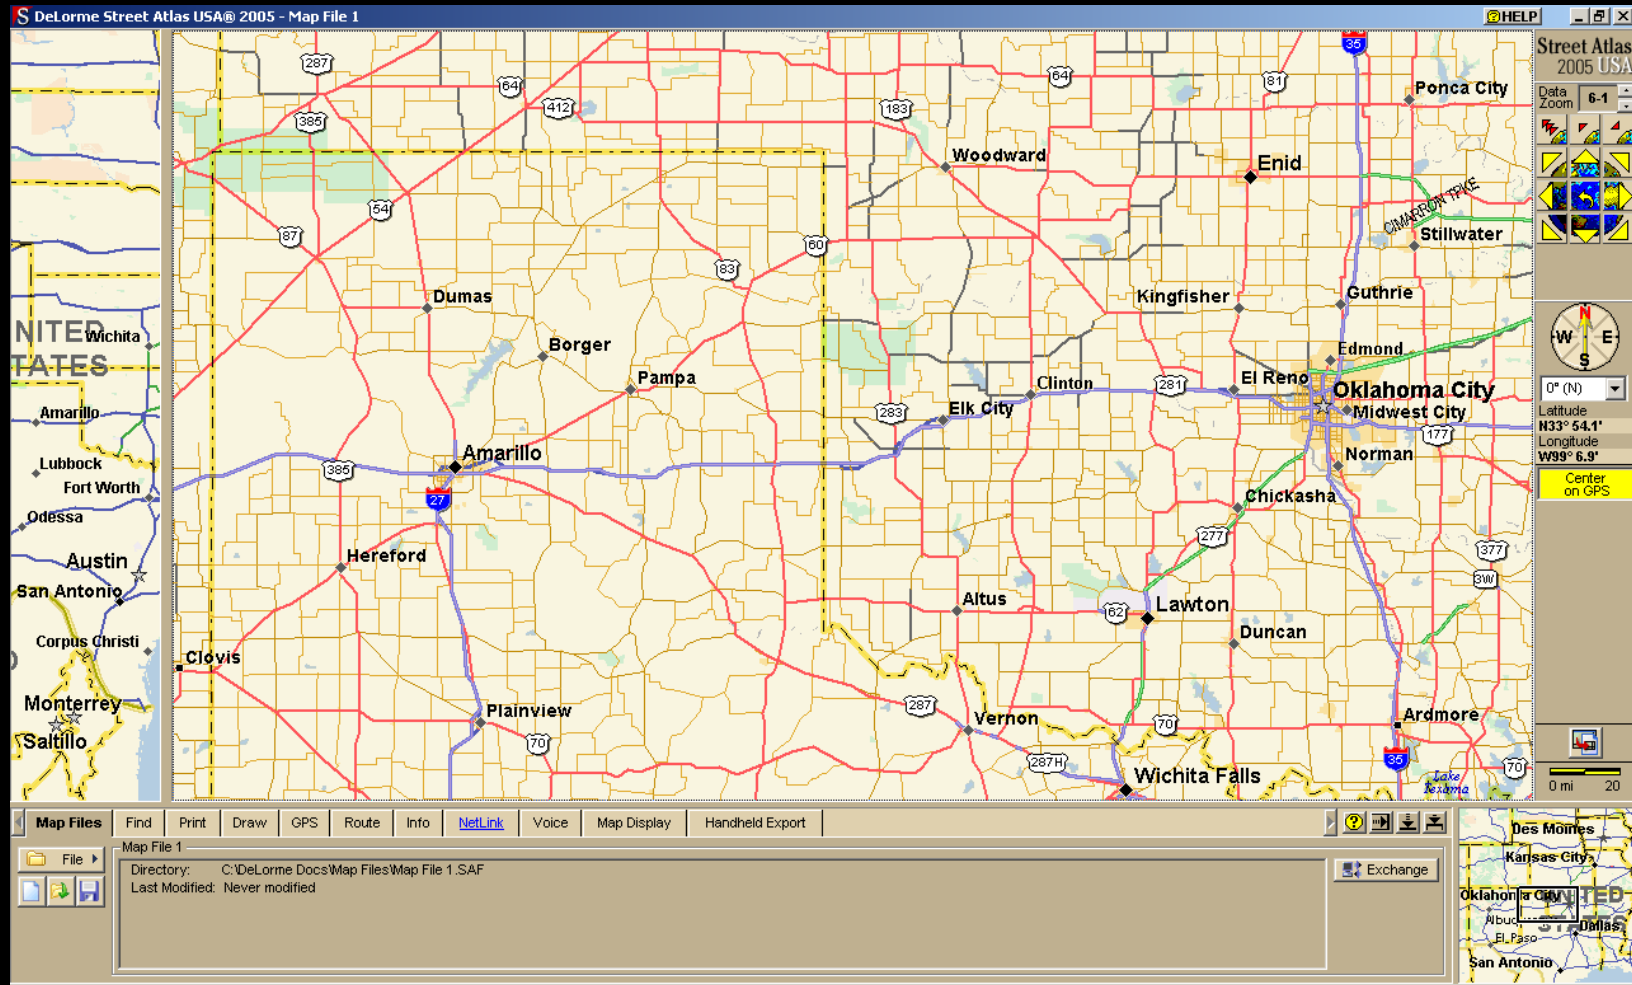 DeLorme Street Atlas USA® 2005 - Map File 1
HELP
NITED
TATES
Wichita
Amarillo
Lubbock
Fort Worth
Odessa
Austin
San Antonio
Corpus Christi
Monterrey
Saltillo
287
64
412
385
183
64
81
35
Ponca City
Woodward
Enid
54
87
60
83
CIMARRON TPKE
Stillwater
Dumas
Kingfisher
Guthrie
Borger
Edmond
Pampa
Clinton
281
El Reno
Oklahoma City
283
Elk City
Midwest City
177
Amarillo
385
Norman
27
Chickasha
277
377
Hereford
3W
Altus
62
Lawton
Duncan
Clovis
Plainview
287
Vernon
70
Ardmore
70
287H
35
70
Wichita Falls
Lake
Texoma
Street Atlas
2005 USA
Data
Zoom
6-1
N
W
E
S
0° (N)
Latitude
N33° 54.1'
Longitude
W99° 6.9'
Center
on GPS
0 mi 20
Map Files
Find
Print
Draw
GPS
Route
Info
NetLink
Voice
Map Display
Handheld Export
File
Map File 1
Directory: C:\DeLorme Docs\Map Files\Map File 1.SAF
Last Modified: Never modified
Exchange
Des Moines
Kansas City
Oklahoma City
UNITED
STATES
Dallas
El Paso
San Antonio